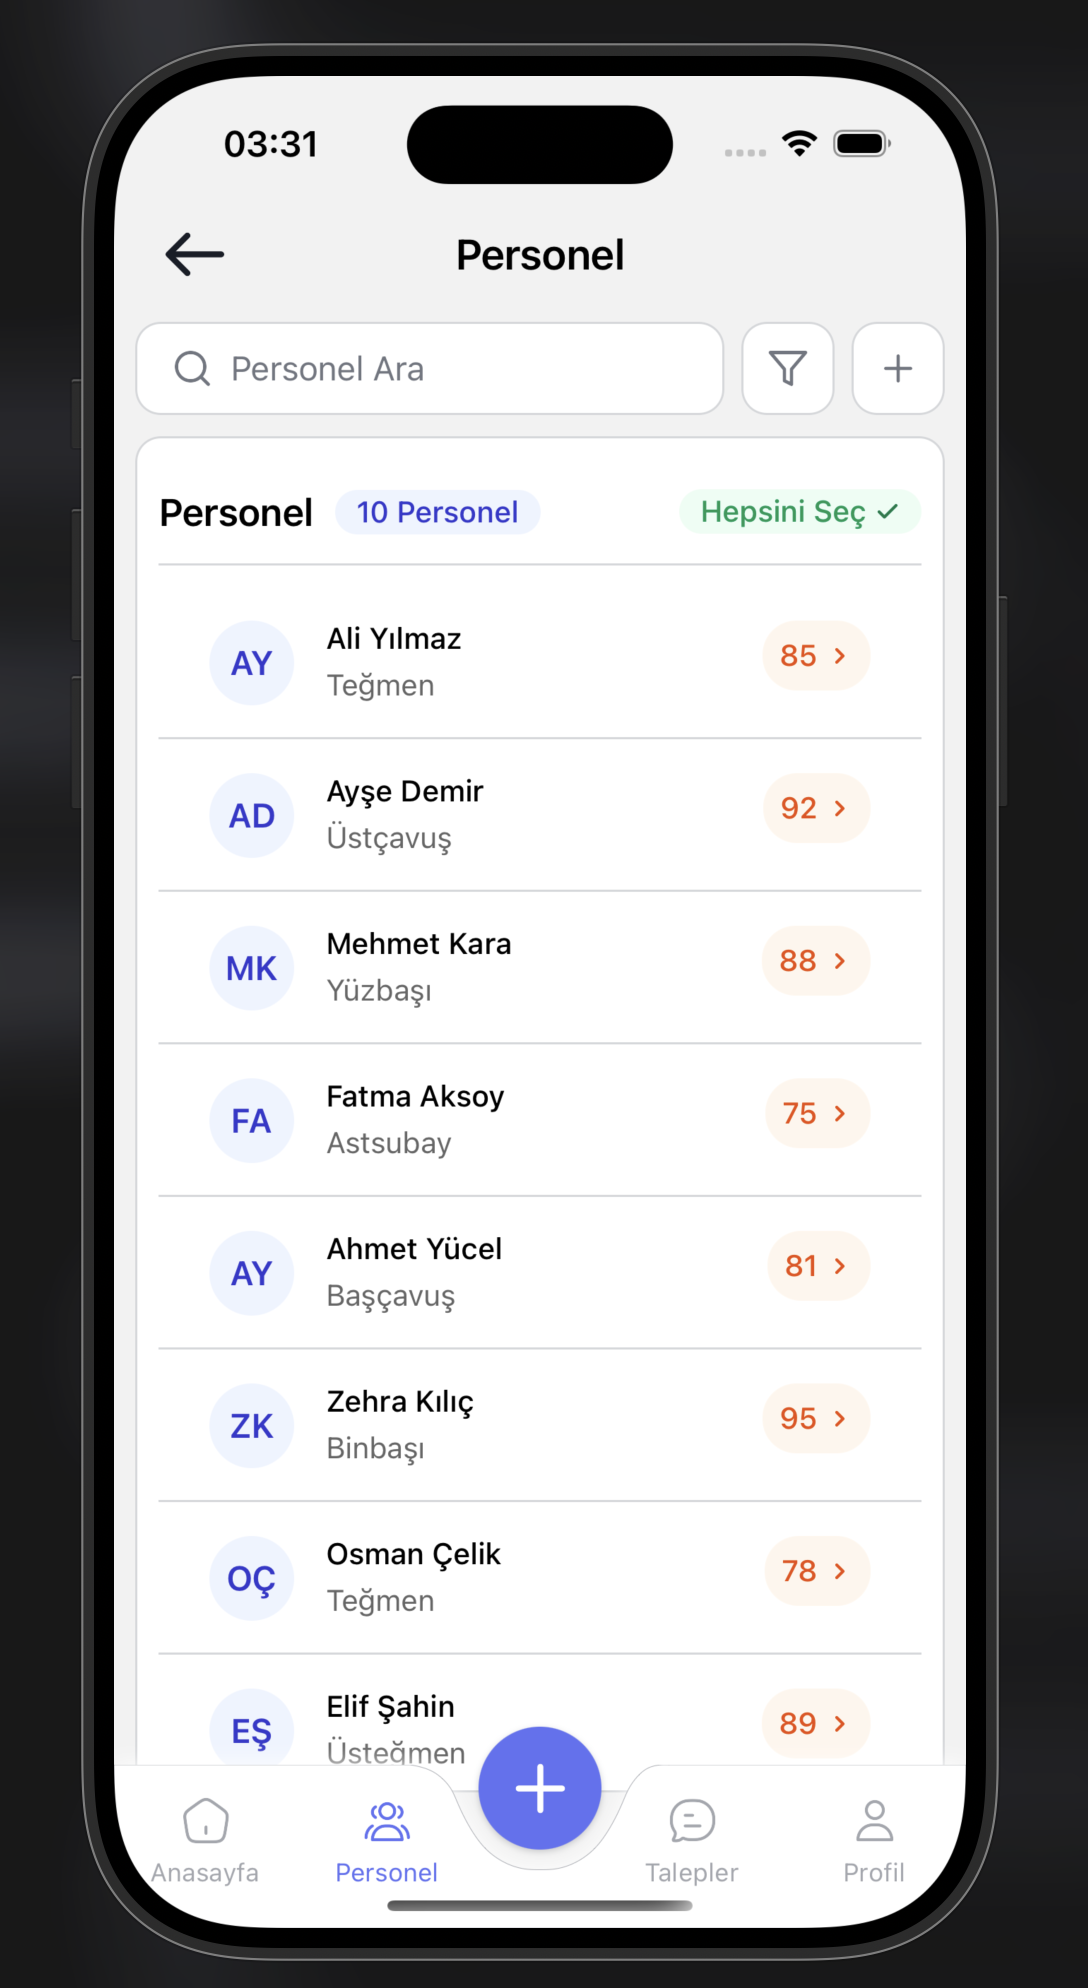 03:31
Personel
Personel Ara
Personel 10 Personel Hepsini Seç
AY Ali Yılmaz 85
Teğmen
AD Ayşe Demir 92
Üstçavuş
MK Mehmet Kara 88
Yüzbaşı
FA Fatma Aksoy 75
Astsubay
AY Ahmet Yücel 81
Başçavuş
ZK Zehra Kılıç 95
Binbaşı
OÇ Osman Çelik 78
Teğmen
EŞ Elif Şahin 89
Üsteğmen
Anasayfa Personel Talepler Profil